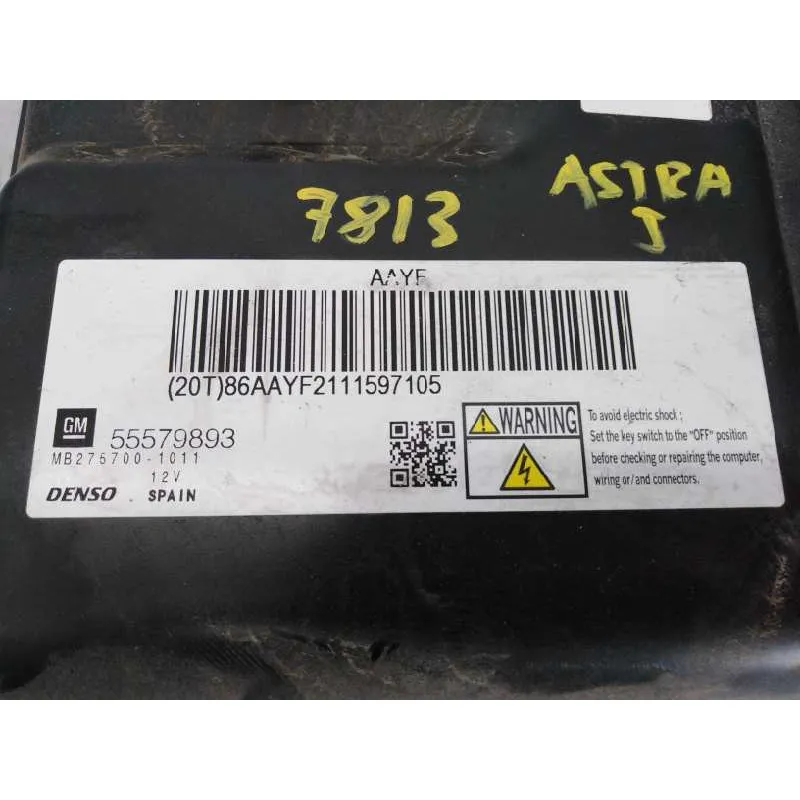 7813
ASTRA
J
AAYF
(20T)86AAYF2111597105
GM
55579893
MB275700-1011
12V
DENSO . SPAIN
WARNING
To avoid electric shock ;
Set the key switch to the "OFF" position
before checking or repairing the computer,
wiring or/and connectors.